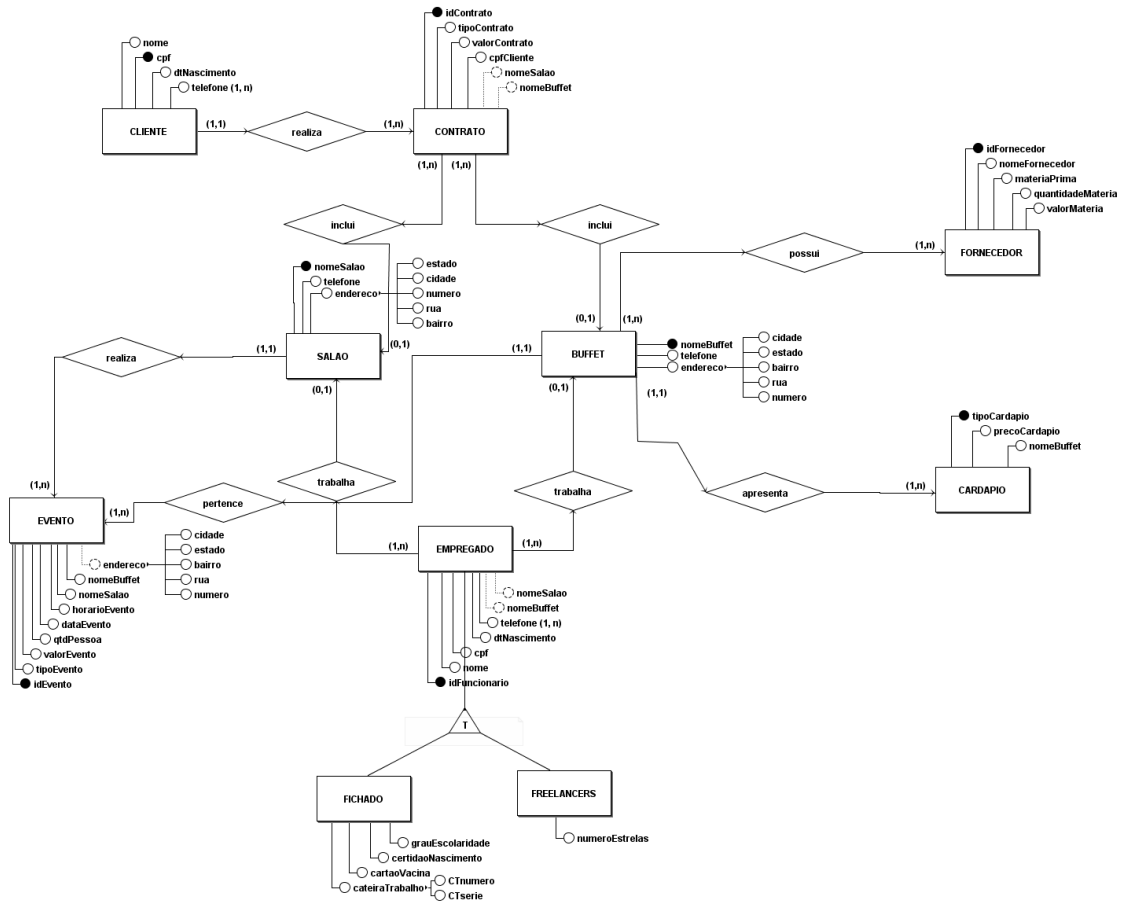 idContrato
tipoContrato
valorContrato
cpfCliente
nomeSalao
nomeBuffet
nome
cpf
dtNascimento
telefone (1, n)
CLIENTE
(1,1)
realiza
(1,n)
CONTRATO
(1,n)
(1,n)
inclui
inclui
idFornecedor
nomeFornecedor
materiaPrima
quantidadeMateria
valorMateria
possui
(1,n)
FORNECEDOR
nomeSalao
telefone
endereco
estado
cidade
numero
rua
bairro
(0,1)
(1,n)
realiza
(1,1)
SALAO
(0,1)
(0,1)
(1,1)
BUFFET
(0,1)
(1,1)
nomeBuffet
telefone
endereco
cidade
estado
bairro
rua
numero
tipoCardapio
precoCardapio
nomeBuffet
apresenta
(1,n)
CARDAPIO
trabalha
trabalha
(1,n)
EVENTO
(1,n)
pertence
(1,n)
EMPREGADO
(1,n)
endereco
cidade
estado
bairro
rua
numero
nomeBuffet
nomeSalao
horarioEvento
dataEvento
qtdPessoa
valorEvento
tipoEvento
idEvento
nomeSalao
nomeBuffet
telefone (1, n)
dtNascimento
cpf
nome
idFuncionario
T
FICHADO
FREELANCERS
grauEscolaridade
certidaoNascimento
cartaoVacina
cateiraTrabalho
CTnumero
CTserie
numeroEstrelas